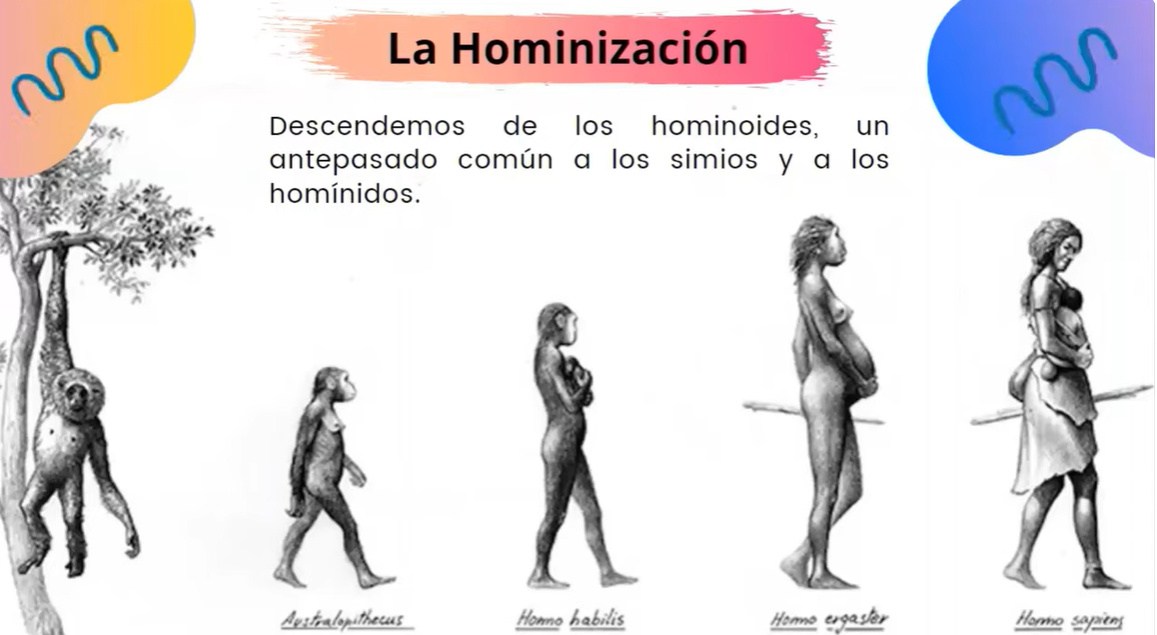 La Hominización
Descendemos de los hominoides, un
antepasado común a los simios y a los
homínidos.
Australopithecus
Homo habilis
Homo ergaster
Homo sapiens